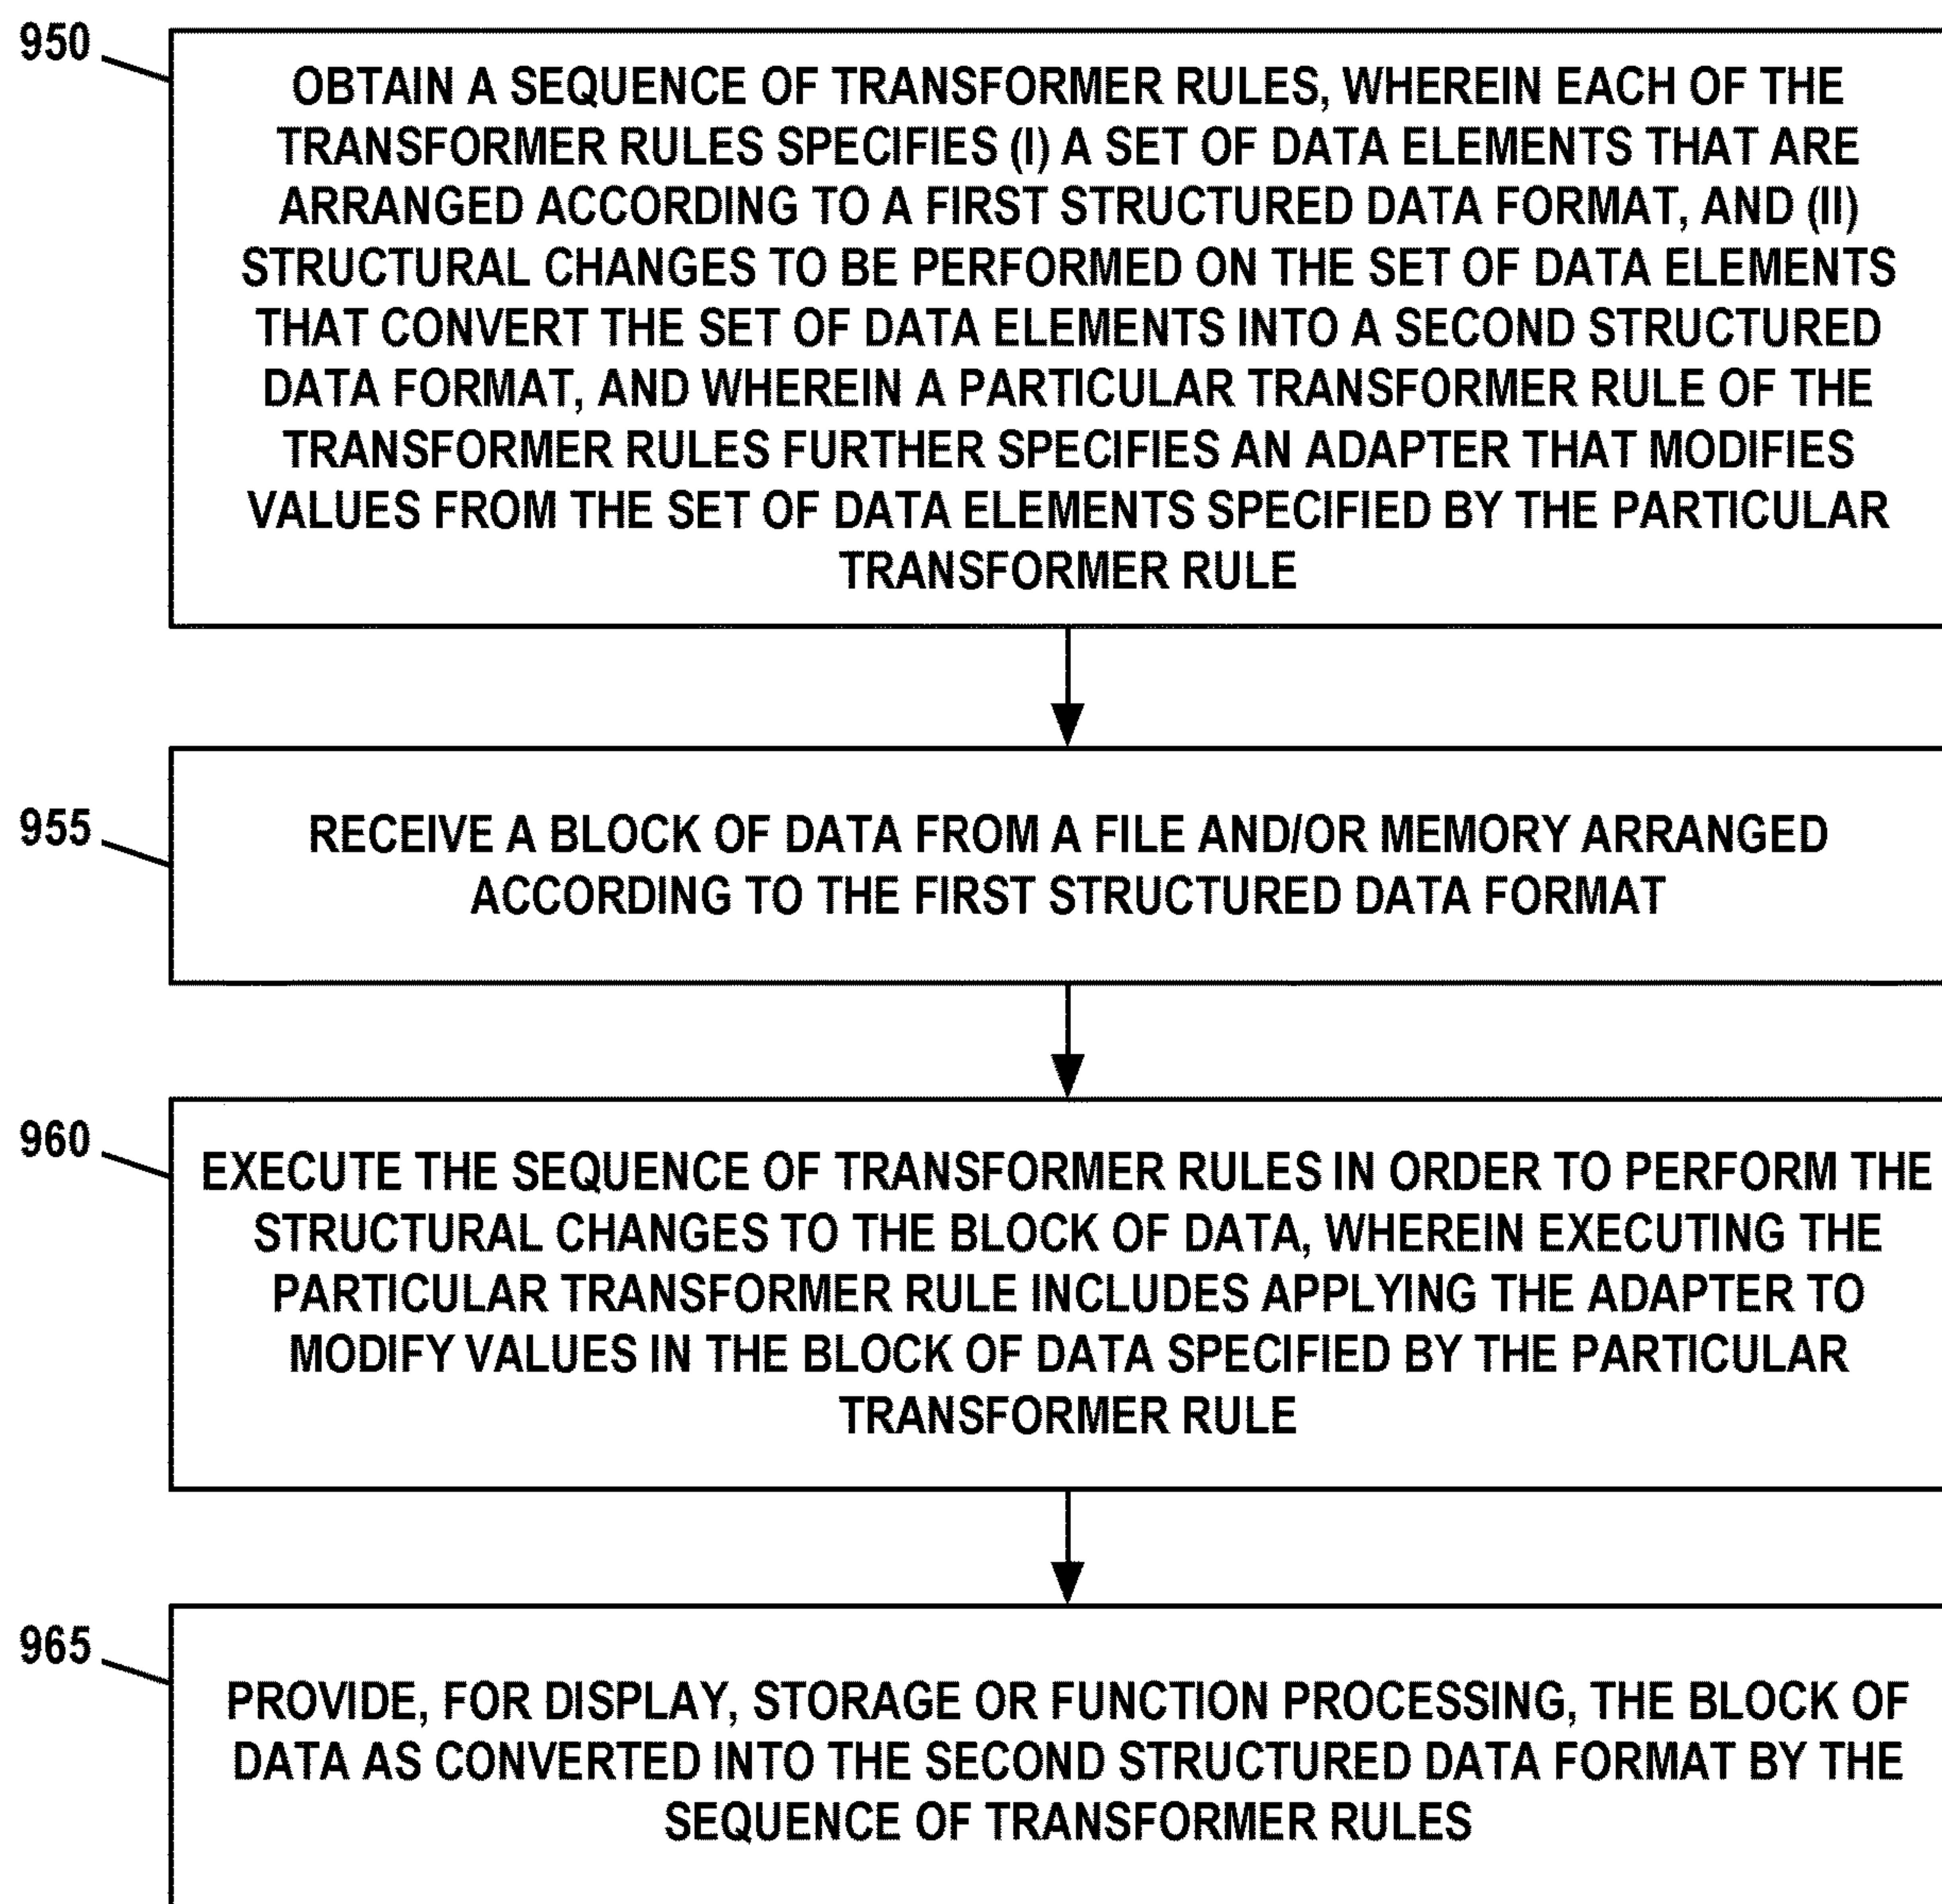 950
OBTAIN A SEQUENCE OF TRANSFORMER RULES, WHEREIN EACH OF THE
TRANSFORMER RULES SPECIFIES (I) A SET OF DATA ELEMENTS THAT ARE
ARRANGED ACCORDING TO A FIRST STRUCTURED DATA FORMAT, AND (II)
STRUCTURAL CHANGES TO BE PERFORMED ON THE SET OF DATA ELEMENTS
THAT CONVERT THE SET OF DATA ELEMENTS INTO A SECOND STRUCTURED
DATA FORMAT, AND WHEREIN A PARTICULAR TRANSFORMER RULE OF THE
TRANSFORMER RULES FURTHER SPECIFIES AN ADAPTER THAT MODIFIES
VALUES FROM THE SET OF DATA ELEMENTS SPECIFIED BY THE PARTICULAR
TRANSFORMER RULE
955
RECEIVE A BLOCK OF DATA FROM A FILE AND/OR MEMORY ARRANGED
ACCORDING TO THE FIRST STRUCTURED DATA FORMAT
960
EXECUTE THE SEQUENCE OF TRANSFORMER RULES IN ORDER TO PERFORM THE
STRUCTURAL CHANGES TO THE BLOCK OF DATA, WHEREIN EXECUTING THE
PARTICULAR TRANSFORMER RULE INCLUDES APPLYING THE ADAPTER TO
MODIFY VALUES IN THE BLOCK OF DATA SPECIFIED BY THE PARTICULAR
TRANSFORMER RULE
965
PROVIDE, FOR DISPLAY, STORAGE OR FUNCTION PROCESSING, THE BLOCK OF
DATA AS CONVERTED INTO THE SECOND STRUCTURED DATA FORMAT BY THE
SEQUENCE OF TRANSFORMER RULES